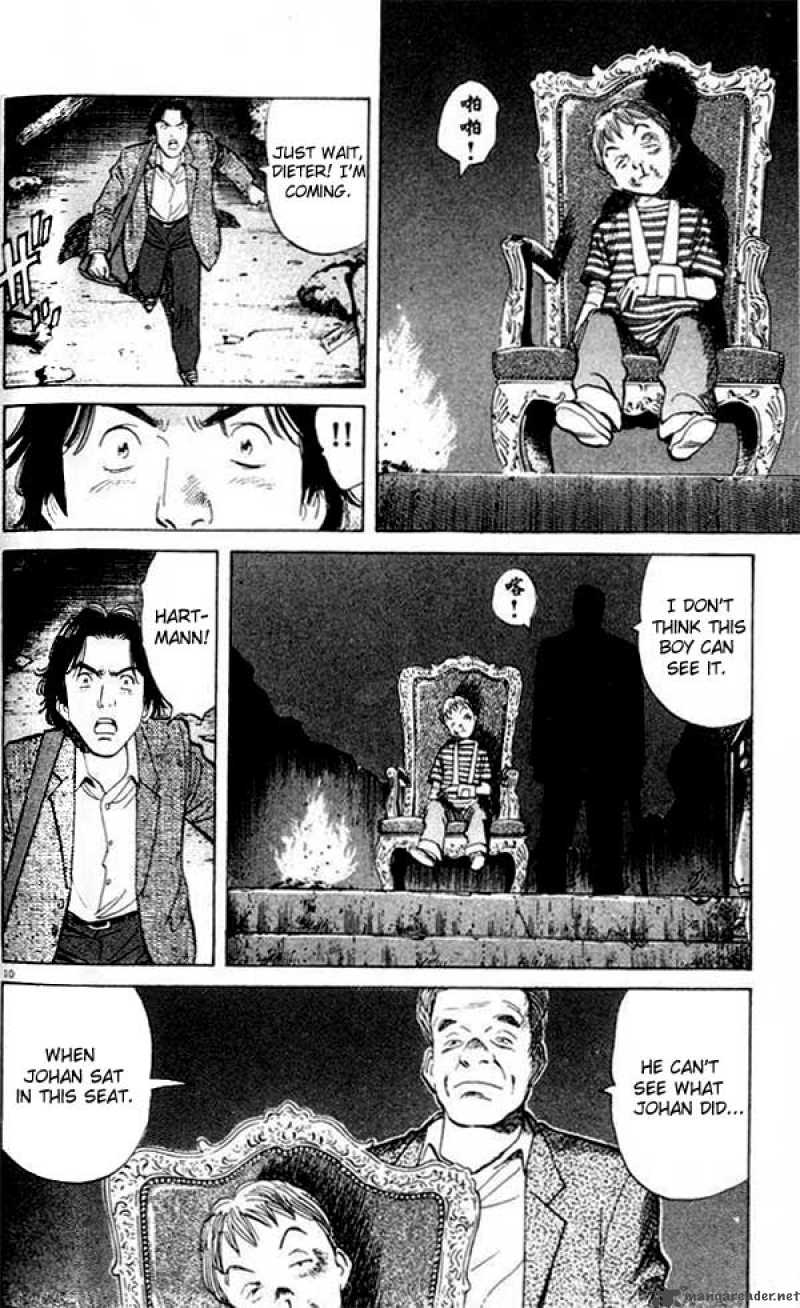 啪啪！
JUST WAIT,
DIETER! I'M
COMING.
!!
I DON'T
THINK THIS
BOY CAN
SEE IT.
喀！
HART-
MANN!
10
HE CAN'T
SEE WHAT
JOHAN DID...
WHEN
JOHAN SAT
IN THIS SEAT.
mangareader.net